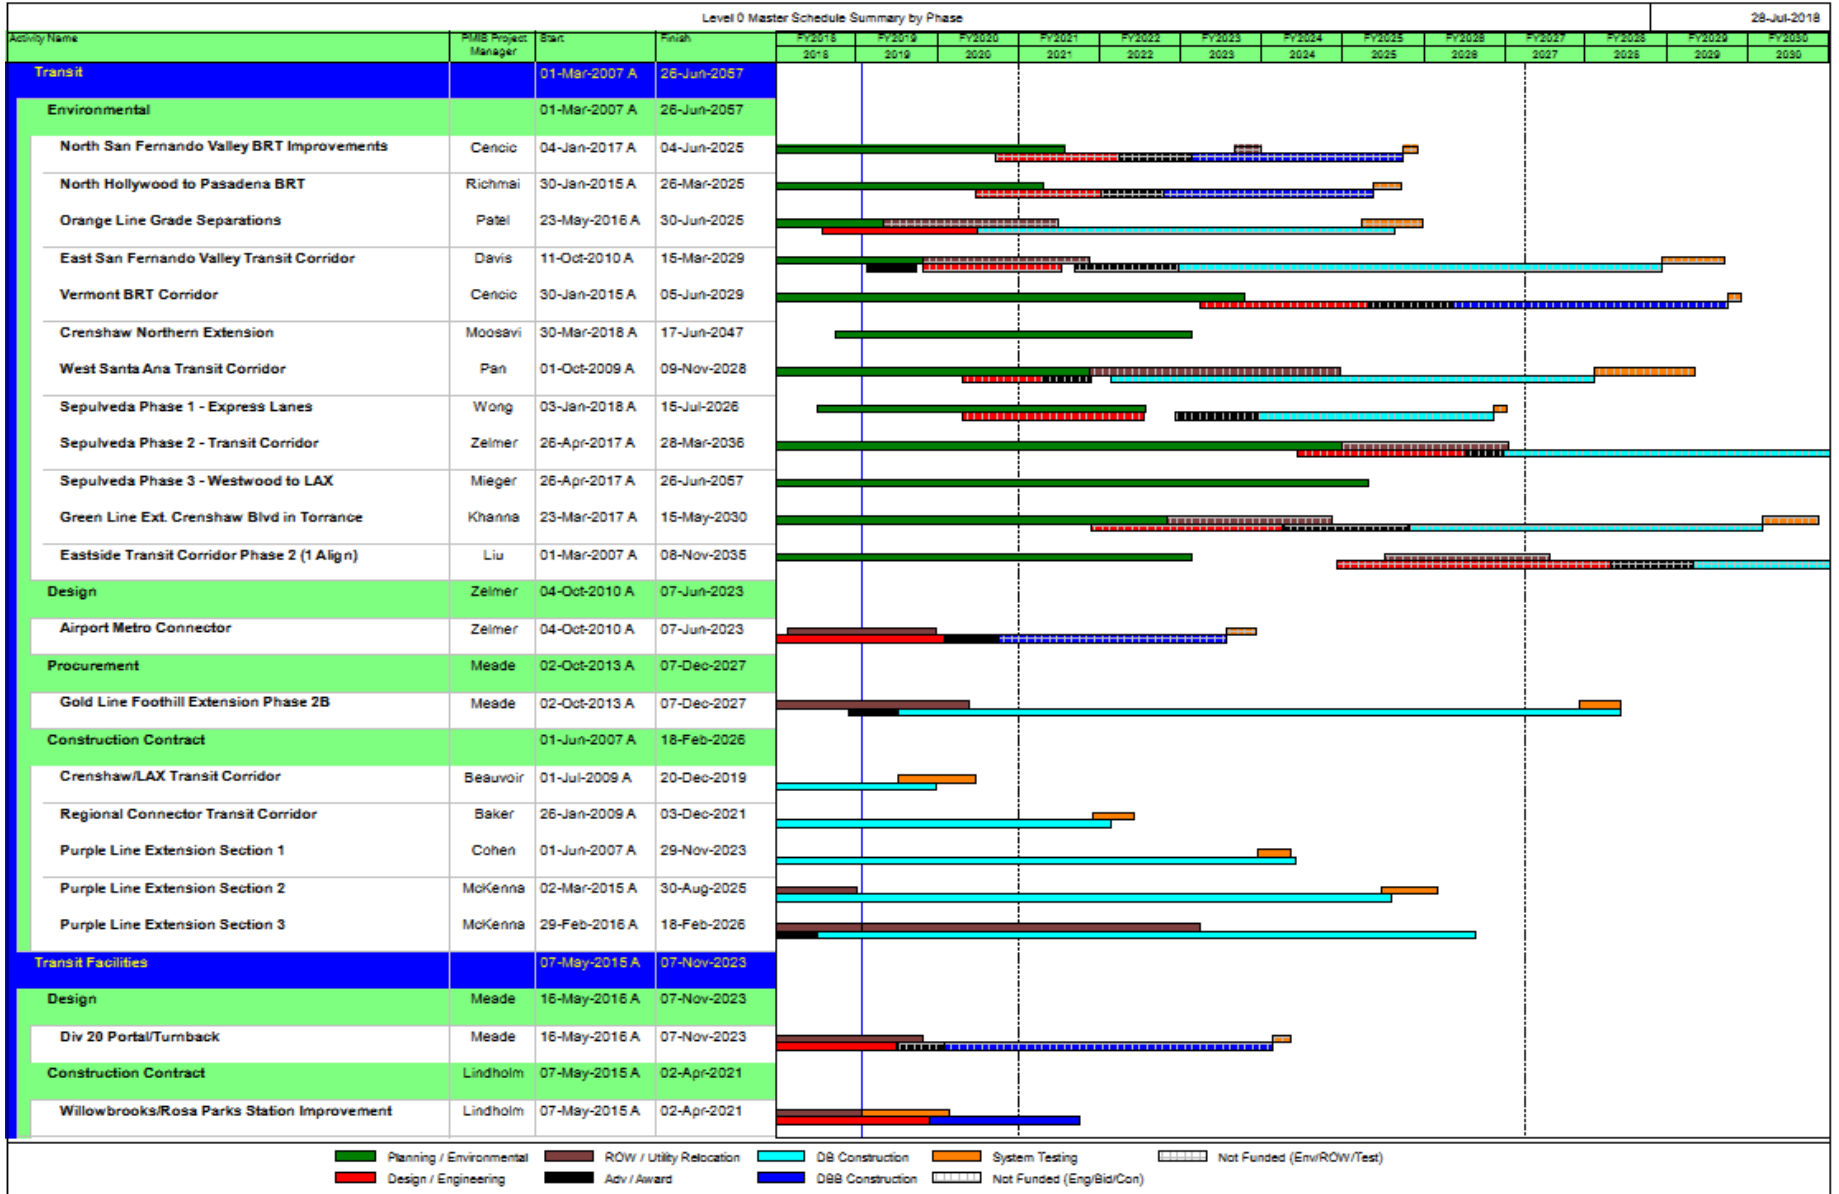 Level 0 Master Schedule Summary by Phase 28-Jul-2018
Activity Name PMIS Project Manager Start Finish FY2018 FY2019 FY2020 FY2021 FY2022 FY2023 FY2024 FY2025 FY2026 FY2027 FY2028 FY2029 FY2030
2018 2019 2020 2021 2022 2023 2024 2025 2026 2027 2028 2029 2030
Transit 01-Mar-2007 A 26-Jun-2057
Environmental 01-Mar-2007 A 26-Jun-2057
North San Fernando Valley BRT Improvements Cencic 04-Jan-2017 A 04-Jun-2025
North Hollywood to Pasadena BRT Richmai 30-Jan-2015 A 26-Mar-2025
Orange Line Grade Separations Patel 23-May-2016 A 30-Jun-2025
East San Fernando Valley Transit Corridor Davis 11-Oct-2010 A 15-Mar-2029
Vermont BRT Corridor Cencic 30-Jan-2015 A 05-Jun-2029
Crenshaw Northern Extension Moosavi 30-Mar-2018 A 17-Jun-2047
West Santa Ana Transit Corridor Pan 01-Oct-2009 A 09-Nov-2028
Sepulveda Phase 1 - Express Lanes Wong 03-Jan-2018 A 15-Jul-2026
Sepulveda Phase 2 - Transit Corridor Zelmer 26-Apr-2017 A 28-Mar-2036
Sepulveda Phase 3 - Westwood to LAX Mieger 26-Apr-2017 A 26-Jun-2057
Green Line Ext. Crenshaw Blvd in Torrance Khanna 23-Mar-2017 A 15-May-2030
Eastside Transit Corridor Phase 2 (1 Align) Liu 01-Mar-2007 A 08-Nov-2035
Design Zelmer 04-Oct-2010 A 07-Jun-2023
Airport Metro Connector Zelmer 04-Oct-2010 A 07-Jun-2023
Procurement Meade 02-Oct-2013 A 07-Dec-2027
Gold Line Foothill Extension Phase 2B Meade 02-Oct-2013 A 07-Dec-2027
Construction Contract 01-Jun-2007 A 18-Feb-2026
Crenshaw/LAX Transit Corridor Beauvoir 01-Jul-2009 A 20-Dec-2019
Regional Connector Transit Corridor Baker 26-Jan-2009 A 03-Dec-2021
Purple Line Extension Section 1 Cohen 01-Jun-2007 A 29-Nov-2023
Purple Line Extension Section 2 McKenna 02-Mar-2015 A 30-Aug-2025
Purple Line Extension Section 3 McKenna 29-Feb-2016 A 18-Feb-2026
Transit Facilities 07-May-2015 A 07-Nov-2023
Design Meade 16-May-2016 A 07-Nov-2023
Div 20 Portal/Turnback Meade 16-May-2016 A 07-Nov-2023
Construction Contract Lindholm 07-May-2015 A 02-Apr-2021
Willowbrooks/Rosa Parks Station Improvement Lindholm 07-May-2015 A 02-Apr-2021
Planning / Environmental ROW / Utility Relocation DB Construction System Testing Not Funded (Env/ROW/Test)
Design / Engineering Adv / Award DBB Construction Not Funded (Eng/Bid/Con)